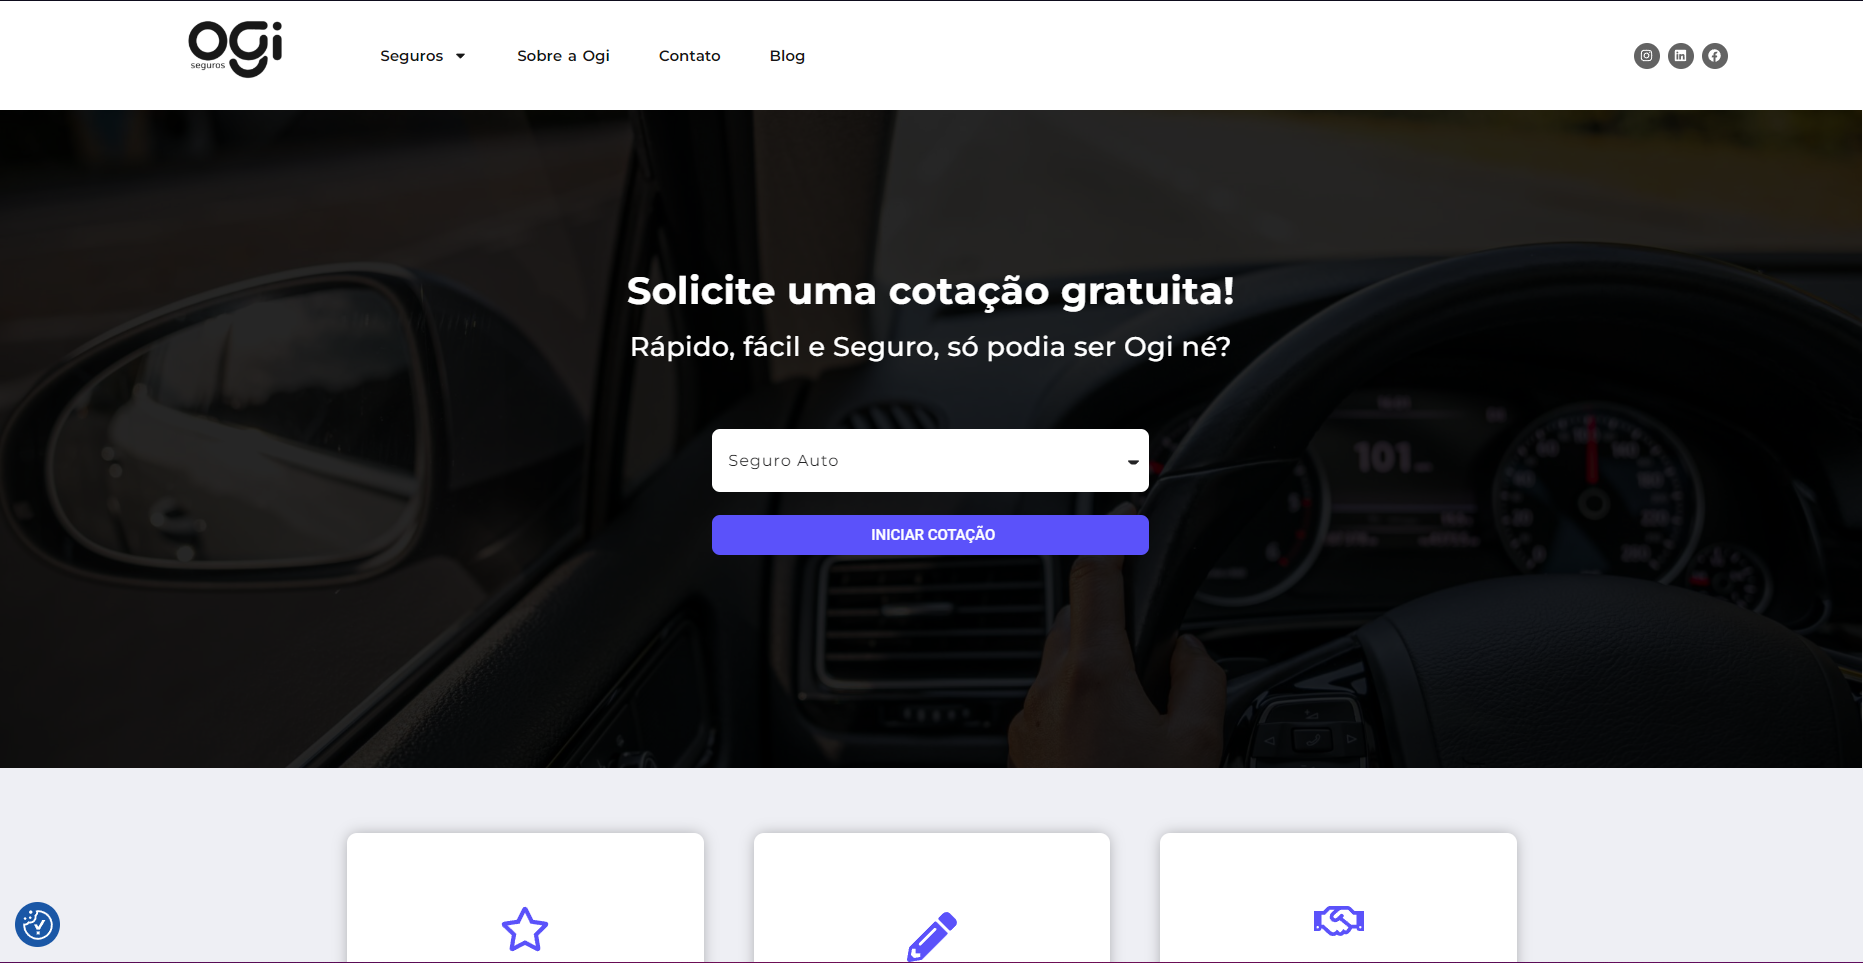 ogi
seguros
Seguros
Sobre a Ogi
Contato
Blog
Solicite uma cotação gratuita!
Rápido, fácil e Seguro, só podia ser Ogi né?
Seguro Auto
INICIAR COTAÇÃO
101